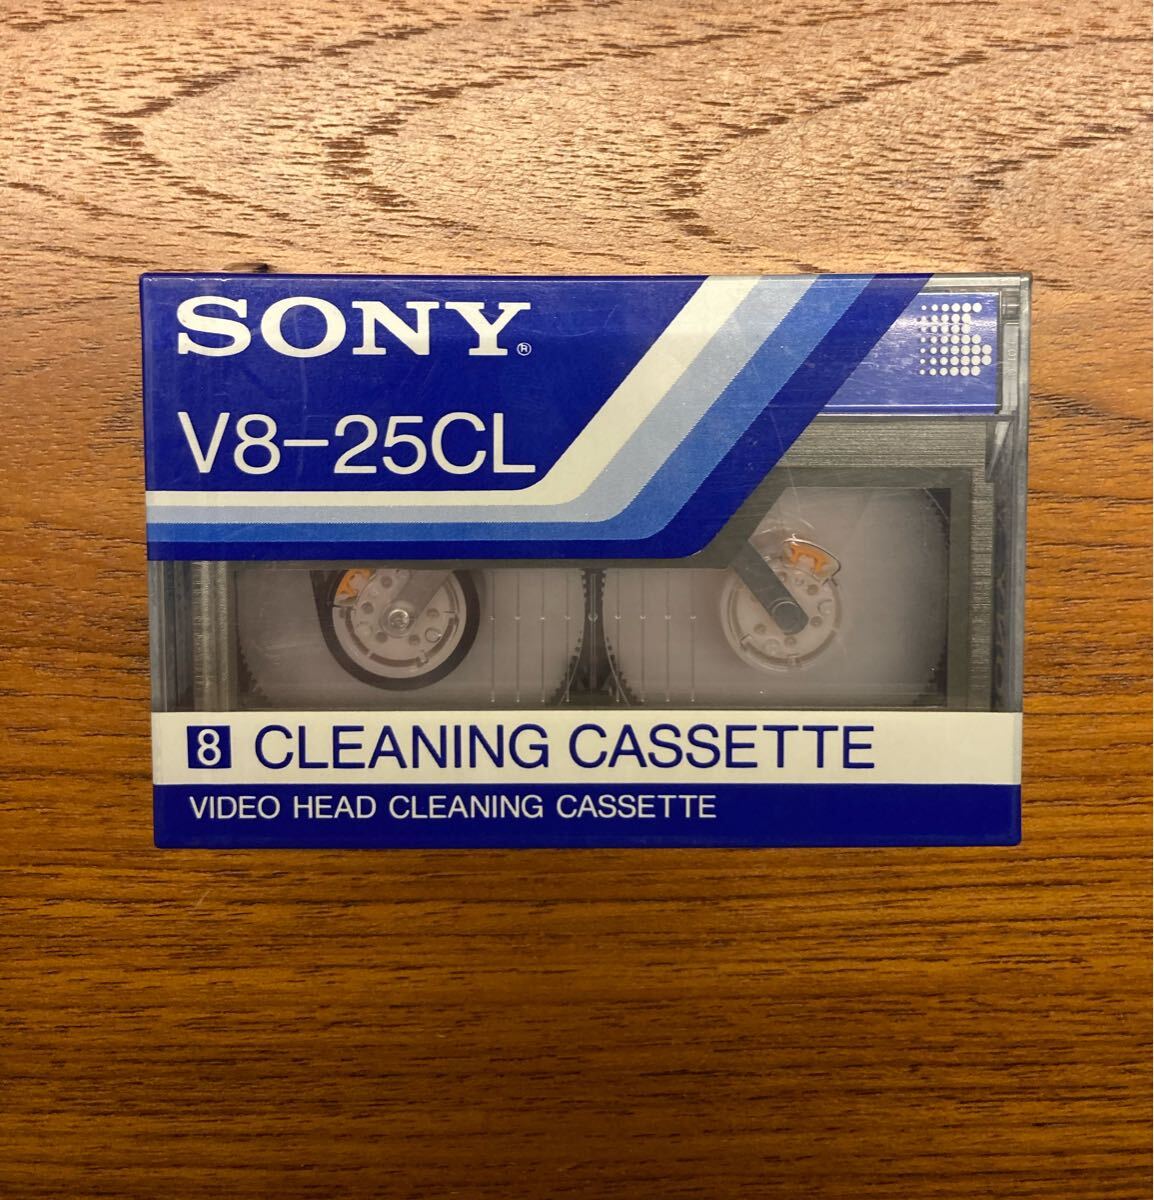 SONY®
V8-25CL
8 CLEANING CASSETTE
VIDEO HEAD CLEANING CASSETTE